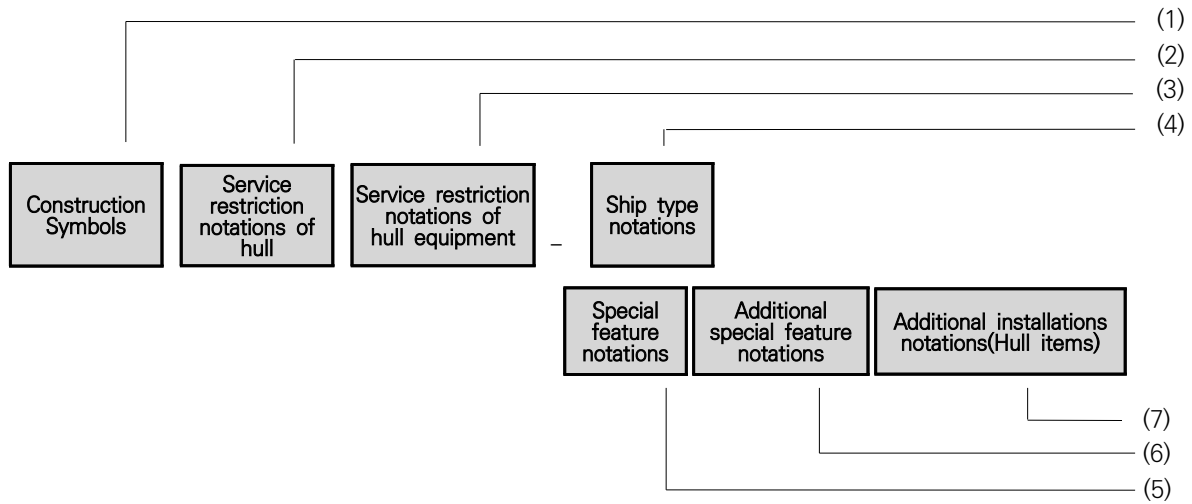 (1)
(2)
(3)
(4)
Construction
Symbols
Service
restriction
notations of
hull
Service restriction
notations of
hull equipment
_
Ship type
notations
Special
feature
notations
Additional
special feature
notations
Additional installations
notations(Hull items)
(7)
(6)
(5)